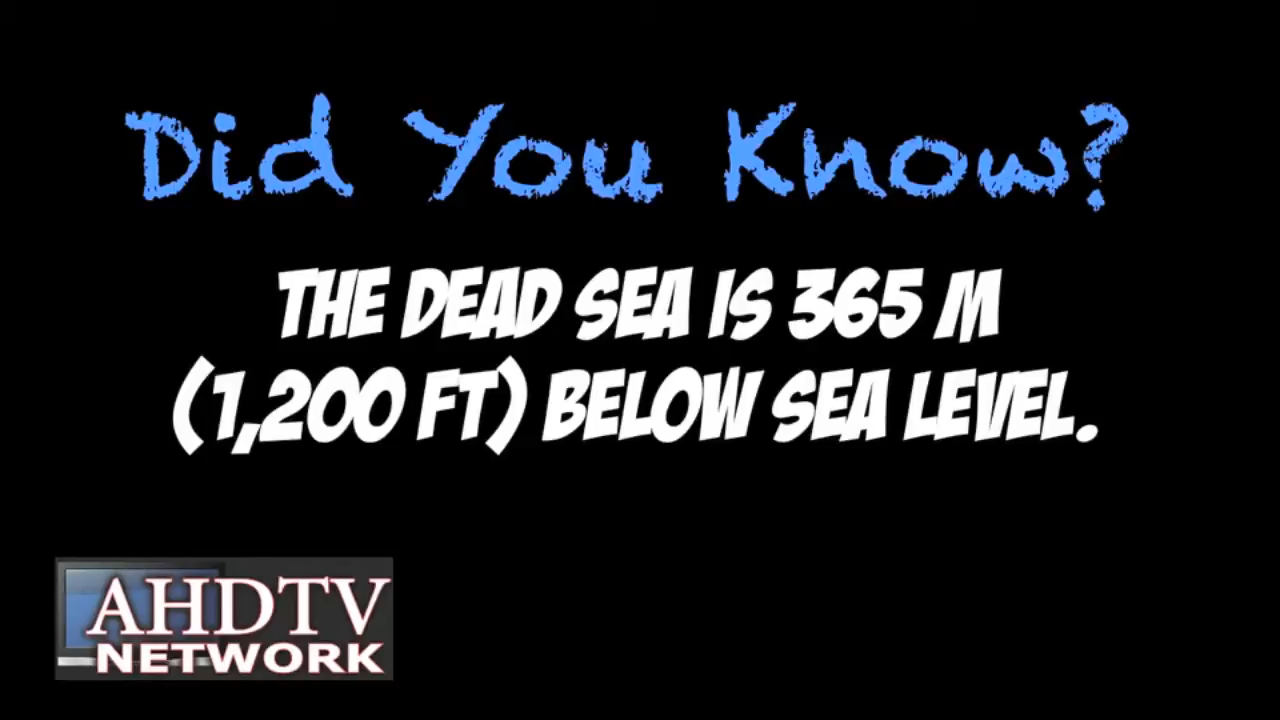 Did You Know?
THE DEAD SEA IS 365 M
(1,200 FT) BELOW SEA LEVEL.
AHDTV
NETWORK